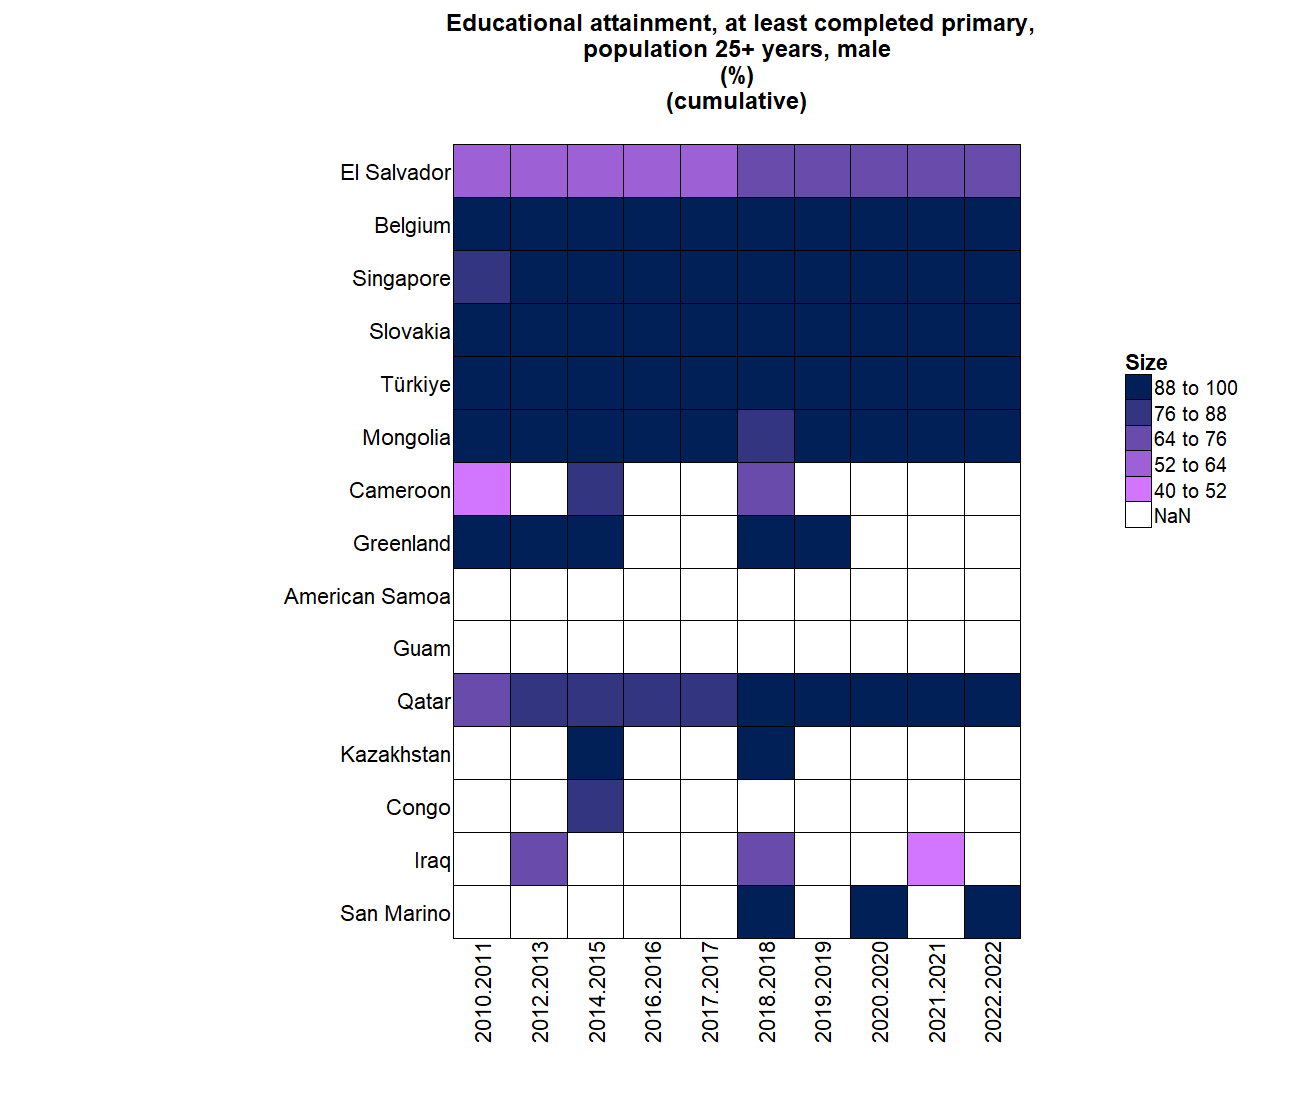 Educational attainment, at least completed primary,
population 25+ years, male
(%)
(cumulative)
El Salvador
Belgium
Singapore
Slovakia
Türkiye
Mongolia
Cameroon
Greenland
American Samoa
Guam
Qatar
Kazakhstan
Congo
Iraq
San Marino
2010.2011
2012.2013
2014.2015
2016.2016
2017.2017
2018.2018
2019.2019
2020.2020
2021.2021
2022.2022
Size
88 to 100
76 to 88
64 to 76
52 to 64
40 to 52
NaN